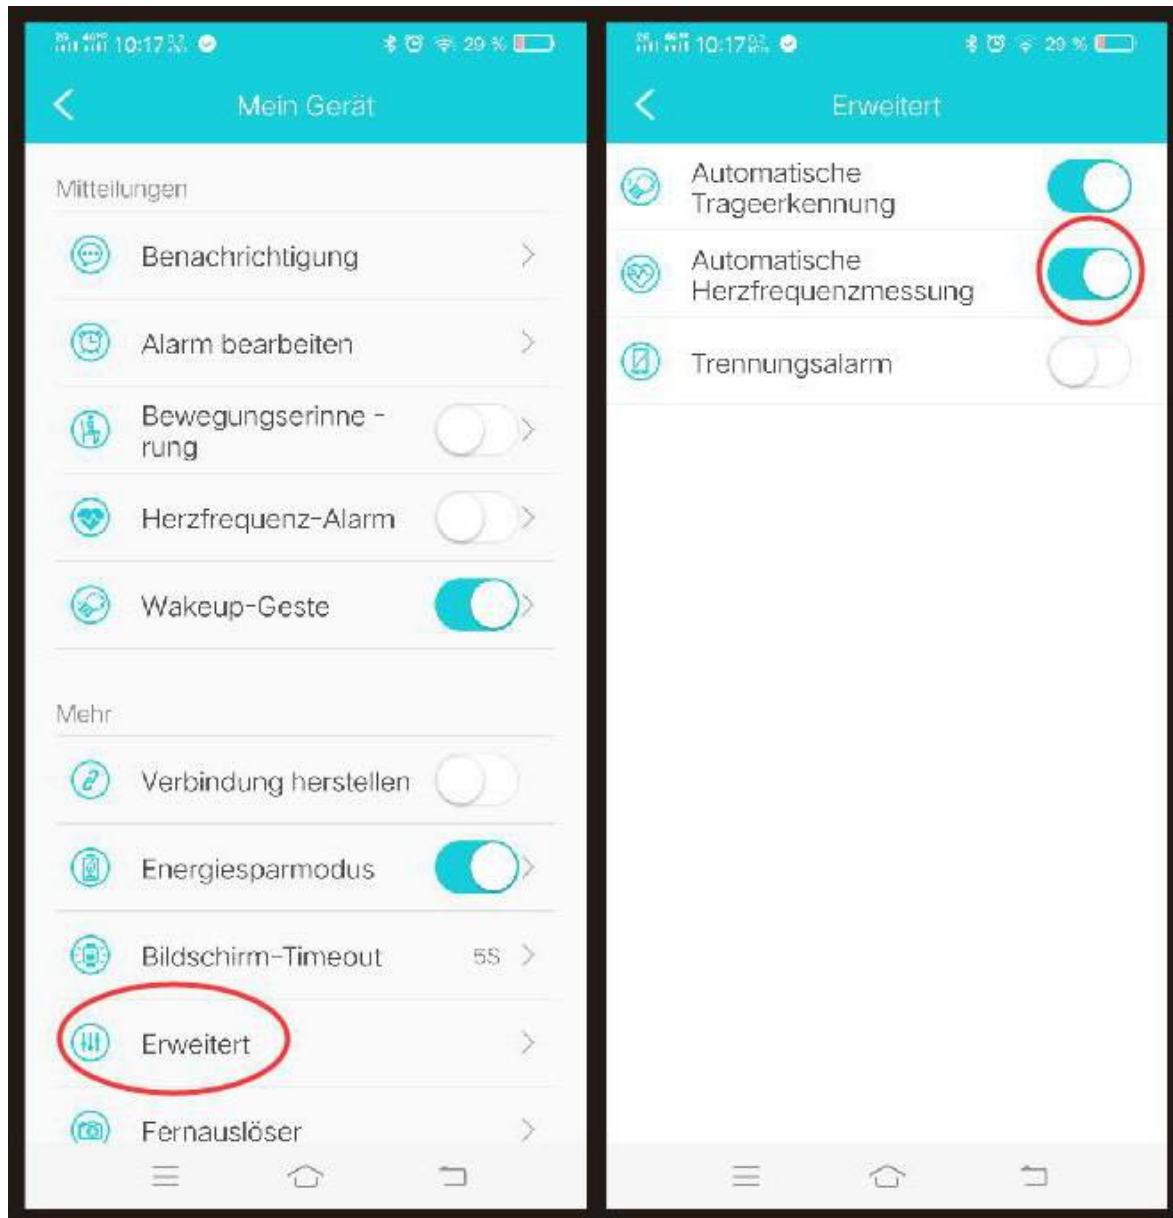 10:17
29 %
Mein Gerät
Mitteilungen
Benachrichtigung
Alarm bearbeiten
Bewegungserinne -
rung
Herzfrequenz-Alarm
Wakeup-Geste
Mehr
Verbindung herstellen
Energiesparmodus
Bildschirm-Timeout
5S
Erweitert
Fernauslöser
10:17
29 %
Erweitert
Automatische
Trageerkennung
Automatische
Herzfrequenzmessung
Trennungsalarm